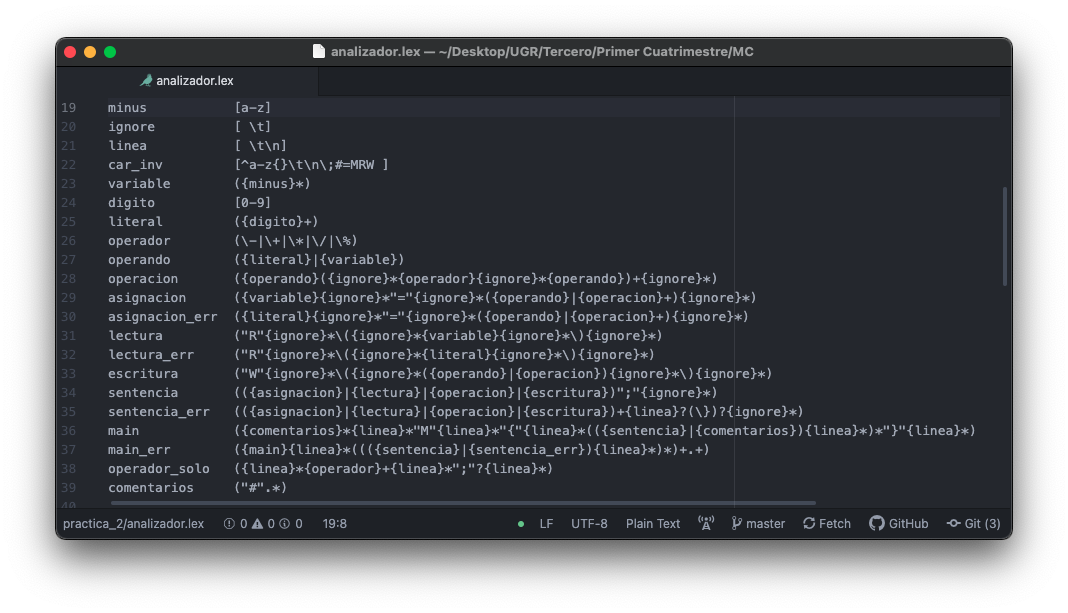 analizador.lex — ~/Desktop/UGR/Tercero/Primer Cuatrimestre/MC
analizador.lex
19 minus [a-z]
20 ignore [ \t]
21 linea [ \t\n]
22 car_inv [^a-z{}\t\n\;#=MRW ]
23 variable ({minus}*)
24 digito [0-9]
25 literal ({digito}+)
26 operador (\-|\+|\*|\/|\%)
27 operando ({literal}|{variable})
28 operacion ({operando}({ignore}*{operador}{ignore}*{operando})+{ignore}*)
29 asignacion ({variable}{ignore}*"="{ignore}*({operando}|{operacion}+){ignore}*)
30 asignacion_err ({literal}{ignore}*"="{ignore}*({operando}|{operacion}+){ignore}*)
31 lectura ("R"{ignore}*\({ignore}*{variable}{ignore}*\){ignore}*)
32 lectura_err ("R"{ignore}*\({ignore}*{literal}{ignore}*\){ignore}*)
33 escritura ("W"{ignore}*\({ignore}*({operando}|{operacion}){ignore}*\){ignore}*)
34 sentencia (({asignacion}|{lectura}|{operacion}|{escritura})";"{ignore}*)
35 sentencia_err (({asignacion}|{lectura}|{operacion}|{escritura})+{linea}?(\})?{ignore}*)
36 main ({comentarios}*{linea}*"M"{linea}*"{"{linea}*(({sentencia}|{comentarios}){linea}*)*"}"{linea}*)
37 main_err ({main}{linea}*((({sentencia}|{sentencia_err}){linea}*)*)+.+)
38 operador_solo ({linea}*{operador}+{linea}*";"?{linea}*)
39 comentarios ("#".*)
40
practica_2/analizador.lex 0 0 0 19:8 LF UTF-8 Plain Text master Fetch GitHub Git (3)